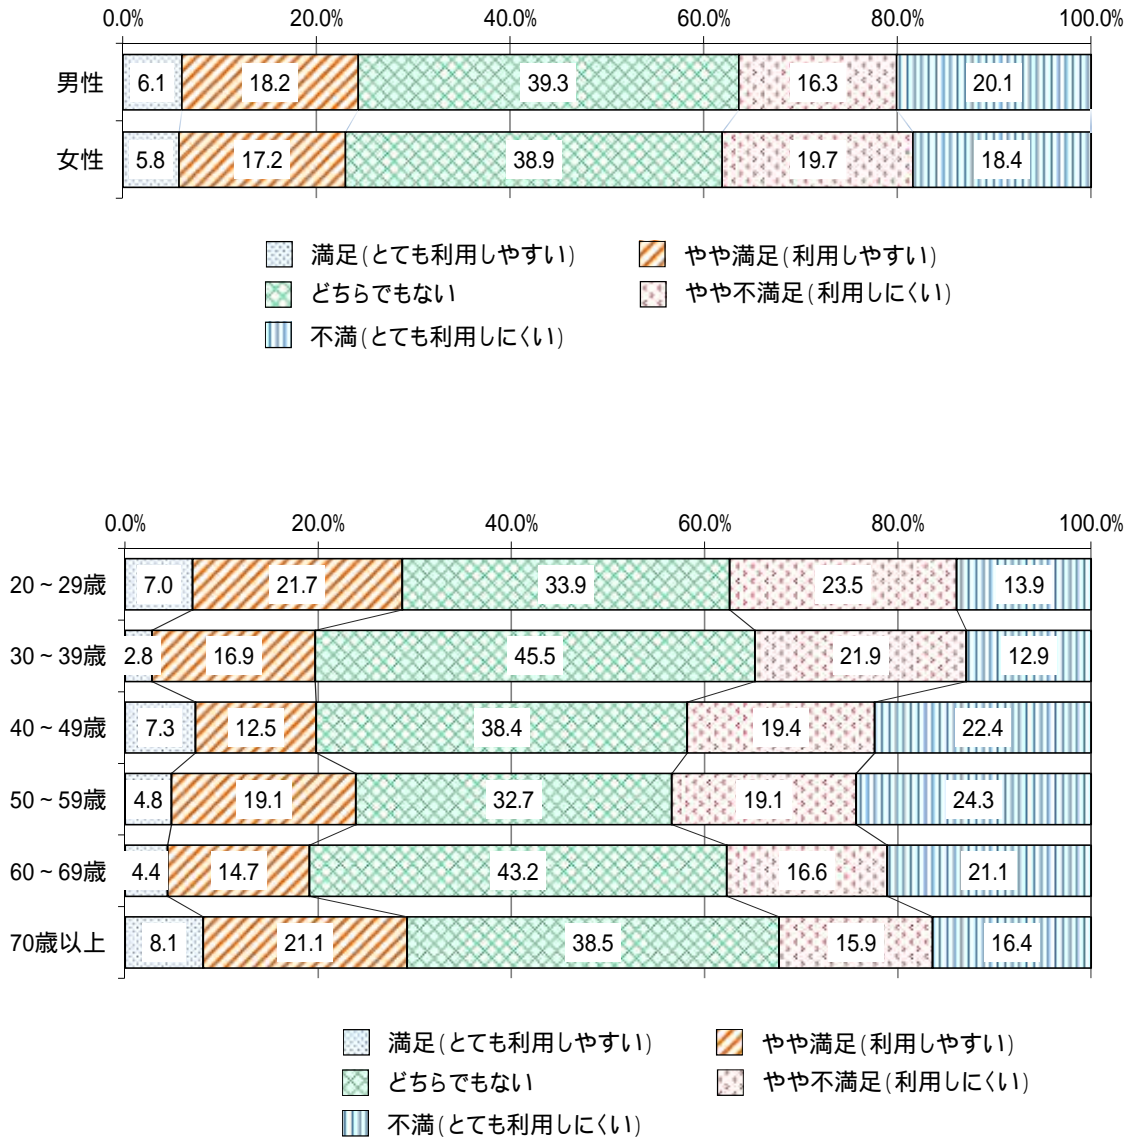 0.0% 20.0% 40.0% 60.0% 80.0% 100.0%
男性 6.1 18.2 39.3 16.3 20.1
女性 5.8 17.2 38.9 19.7 18.4
満足(とても利用しやすい) やや満足(利用しやすい)
どちらでもない やや不満足(利用しにくい)
不満(とても利用しにくい)
0.0% 20.0% 40.0% 60.0% 80.0% 100.0%
20~29歳 7.0 21.7 33.9 23.5 13.9
30~39歳 2.8 16.9 45.5 21.9 12.9
40~49歳 7.3 12.5 38.4 19.4 22.4
50~59歳 4.8 19.1 32.7 19.1 24.3
60~69歳 4.4 14.7 43.2 16.6 21.1
70歳以上 8.1 21.1 38.5 15.9 16.4
満足(とても利用しやすい) やや満足(利用しやすい)
どちらでもない やや不満足(利用しにくい)
不満(とても利用しにくい)